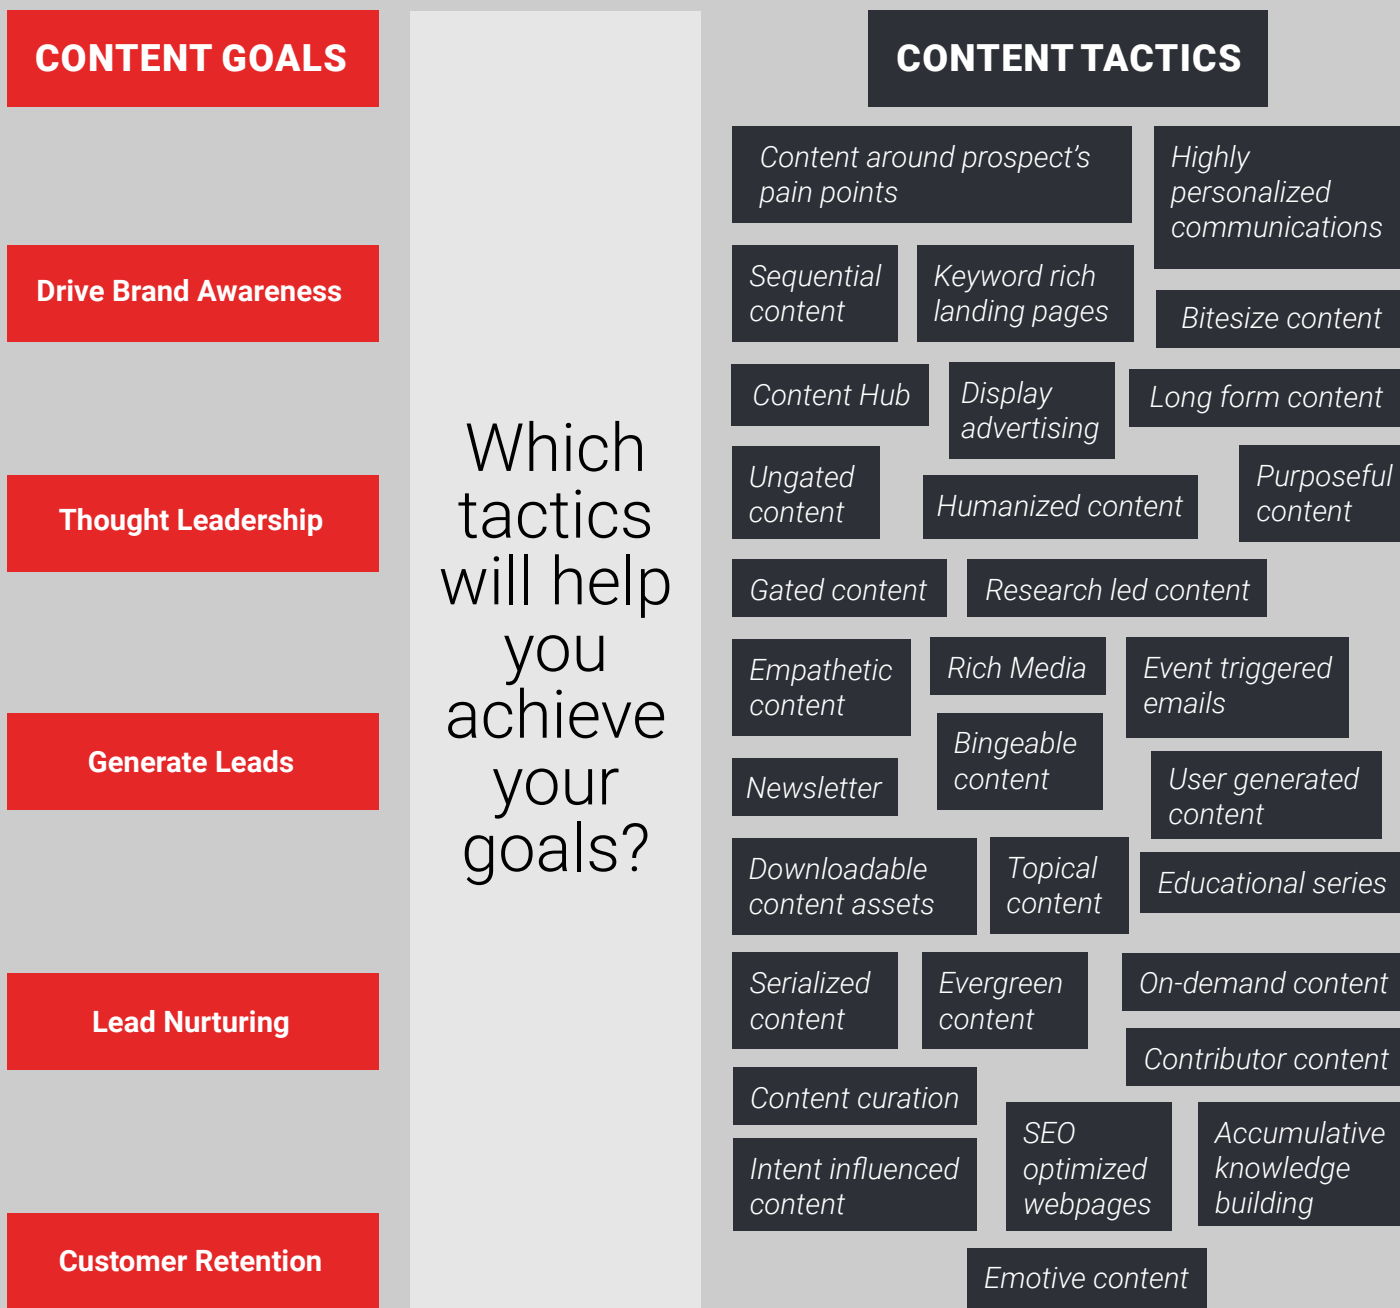 CONTENT GOALS
Drive Brand Awareness
Thought Leadership
Generate Leads
Lead Nurturing
Customer Retention
Which
tactics
will help
you
achieve
your
goals?
CONTENT TACTICS
Content around prospect's
pain points
Highly
personalized
communications
Sequential
content
Keyword rich
landing pages
Bitesize content
Content Hub
Display
advertising
Long form content
Ungated
content
Humanized content
Purposeful
content
Gated content
Research led content
Empathetic
content
Rich Media
Event triggered
emails
Newsletter
Bingeable
content
User generated
content
Downloadable
content assets
Topical
content
Educational series
Serialized
content
Evergreen
content
On-demand content
Contributor content
Content curation
Intent influenced
content
SEO
optimized
webpages
Accumulative
knowledge
building
Emotive content